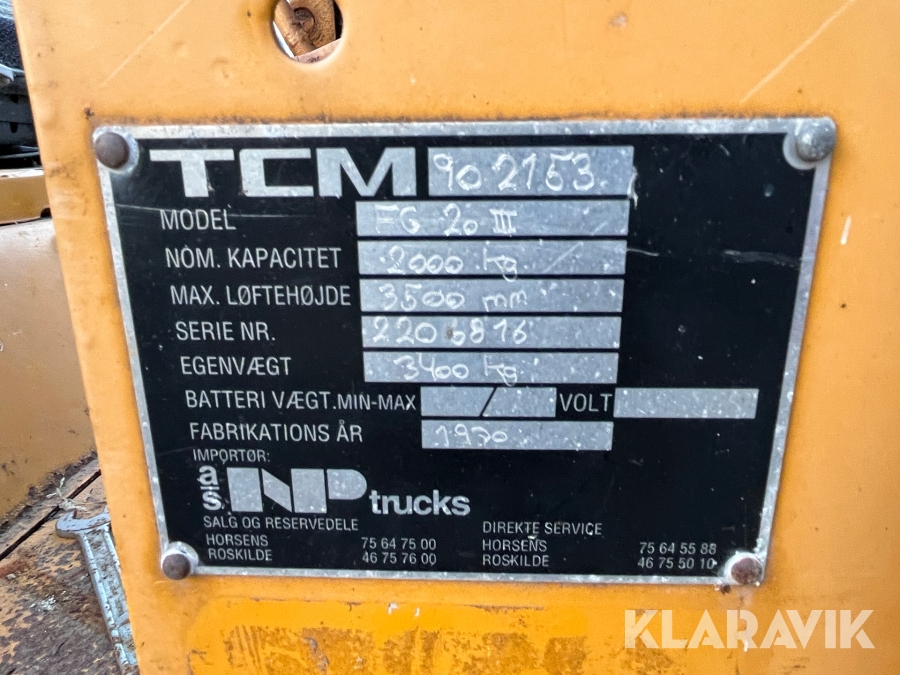 TCM 902153
MODEL FG 20 III
NOM. KAPACITET 2000 kg
MAX. LØFTEHØJDE 3500 mm
SERIE NR. 2206816
EGENVÆGT 3400 kg
BATTERI VÆGT.MIN-MAX / VOLT
FABRIKATIONS ÅR
IMPORTØR:
a/s NP trucks
SALG OG RESERVEDELE DIREKTE SERVICE
HORSENS 75 64 75 00 HORSENS 75 64 55 88
ROSKILDE 46 75 76 00 ROSKILDE 46 75 50 10
KLARAVIK